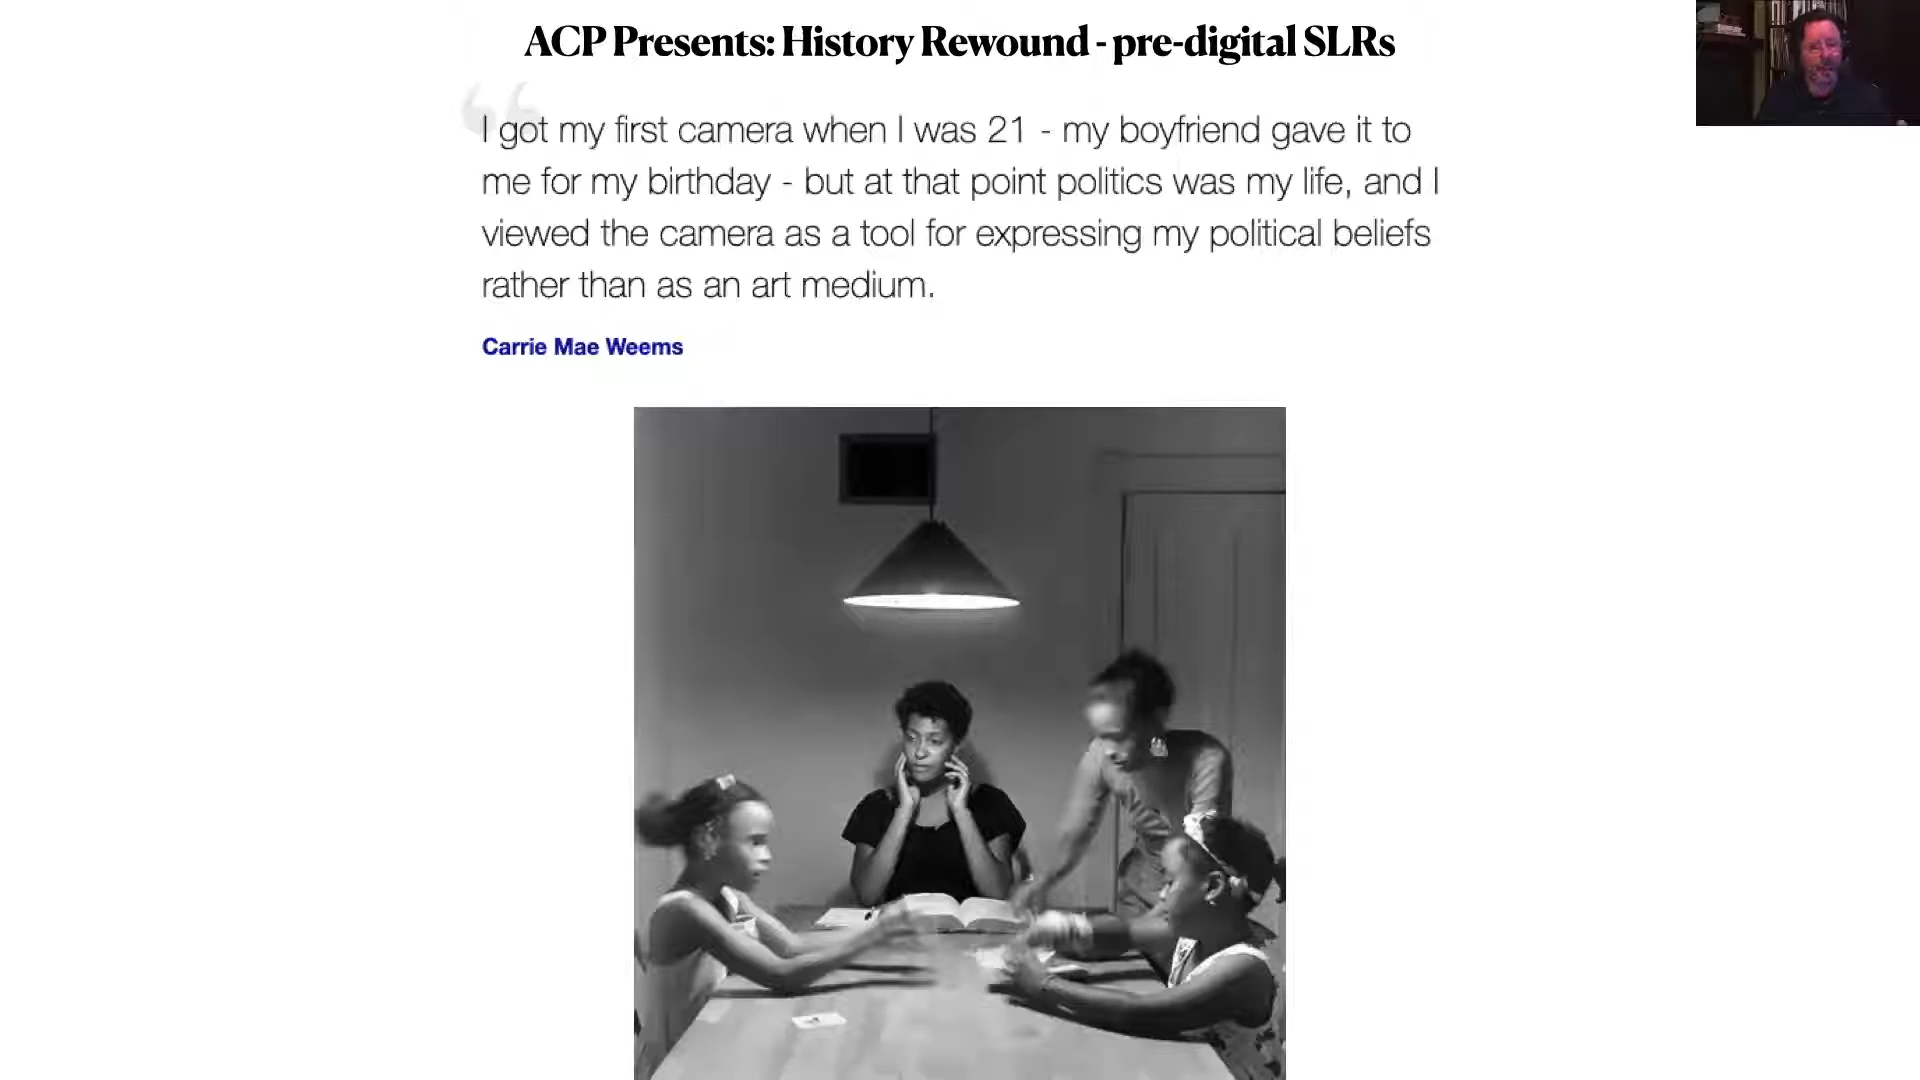 ACP Presents: History Rewound - pre-digital SLRs
I got my first camera when I was 21 - my boyfriend gave it to
me for my birthday - but at that point politics was my life, and I
viewed the camera as a tool for expressing my political beliefs
rather than as an art medium.
Carrie Mae Weems